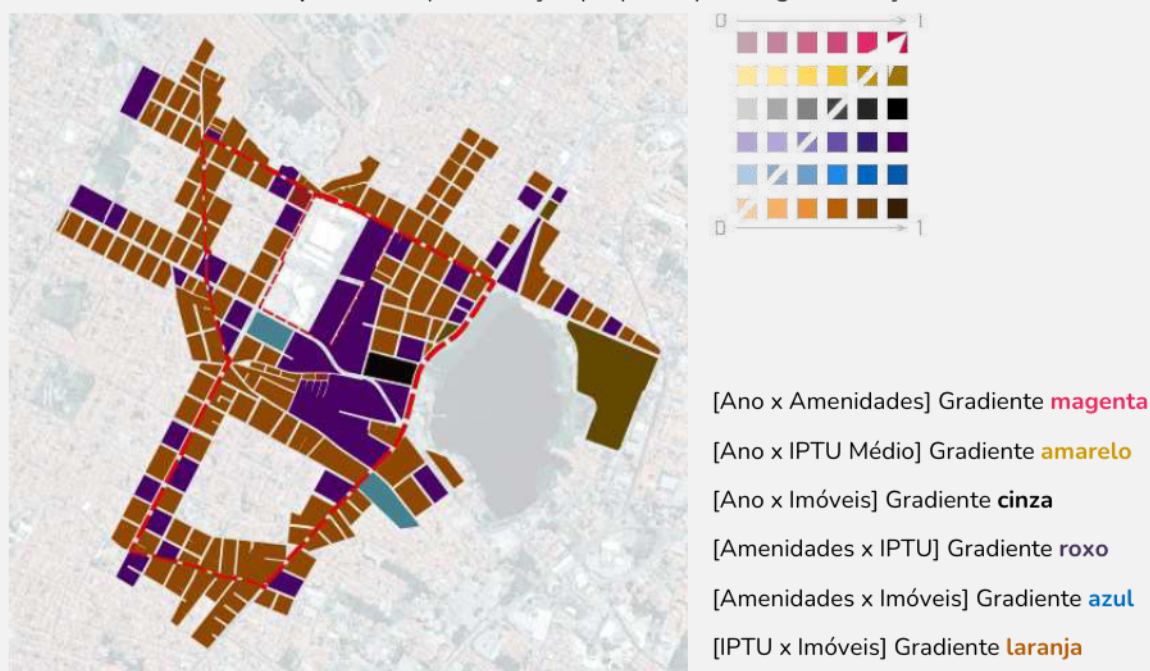 0 1
0 1
[Ano x Amenidades] Gradiente magenta
[Ano x IPTU Médio] Gradiente amarelo
[Ano x Imóveis] Gradiente cinza
[Amenidades x IPTU] Gradiente roxo
[Amenidades x Imóveis] Gradiente azul
[IPTU x Imóveis] Gradiente laranja